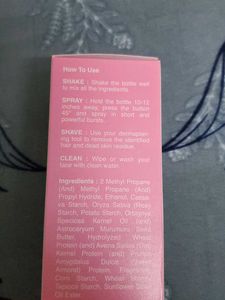 How To Use
SHAKE : Shake the bottle well
to mix all the ingredients.
SPRAY : Hold the bottle 10-12
inches away, press the button
45° and spray in short and
powerful bursts.
SHAVE : Use your dermaplan-
ing tool to remove the identified
hair and dead skin residue.
CLEAN : Wipe or wash your
face with clean water.
Ingredients : 2 Methyl Propane
(And) Methyl Propane (And)
Propyl Hydride, Ethanol, Cassa-
va Starch, Oryza Sativa (Rice)
Starch, Potato Starch, Orbignya
Speciosa Kernel Oil (and)
Astrocaryum Murumuru Seed
Butter, Hydrolyzed Wheat
Protein (and) Avena Sativa (Oat)
Kernel Protein (and) Prunus
Amygdalus Dulce (Sweet
Almond) Protein, Fragrance,
Corn Starch, Wheat Starch,
Tapioca Starch, Sunflower Seed
Oil Ester